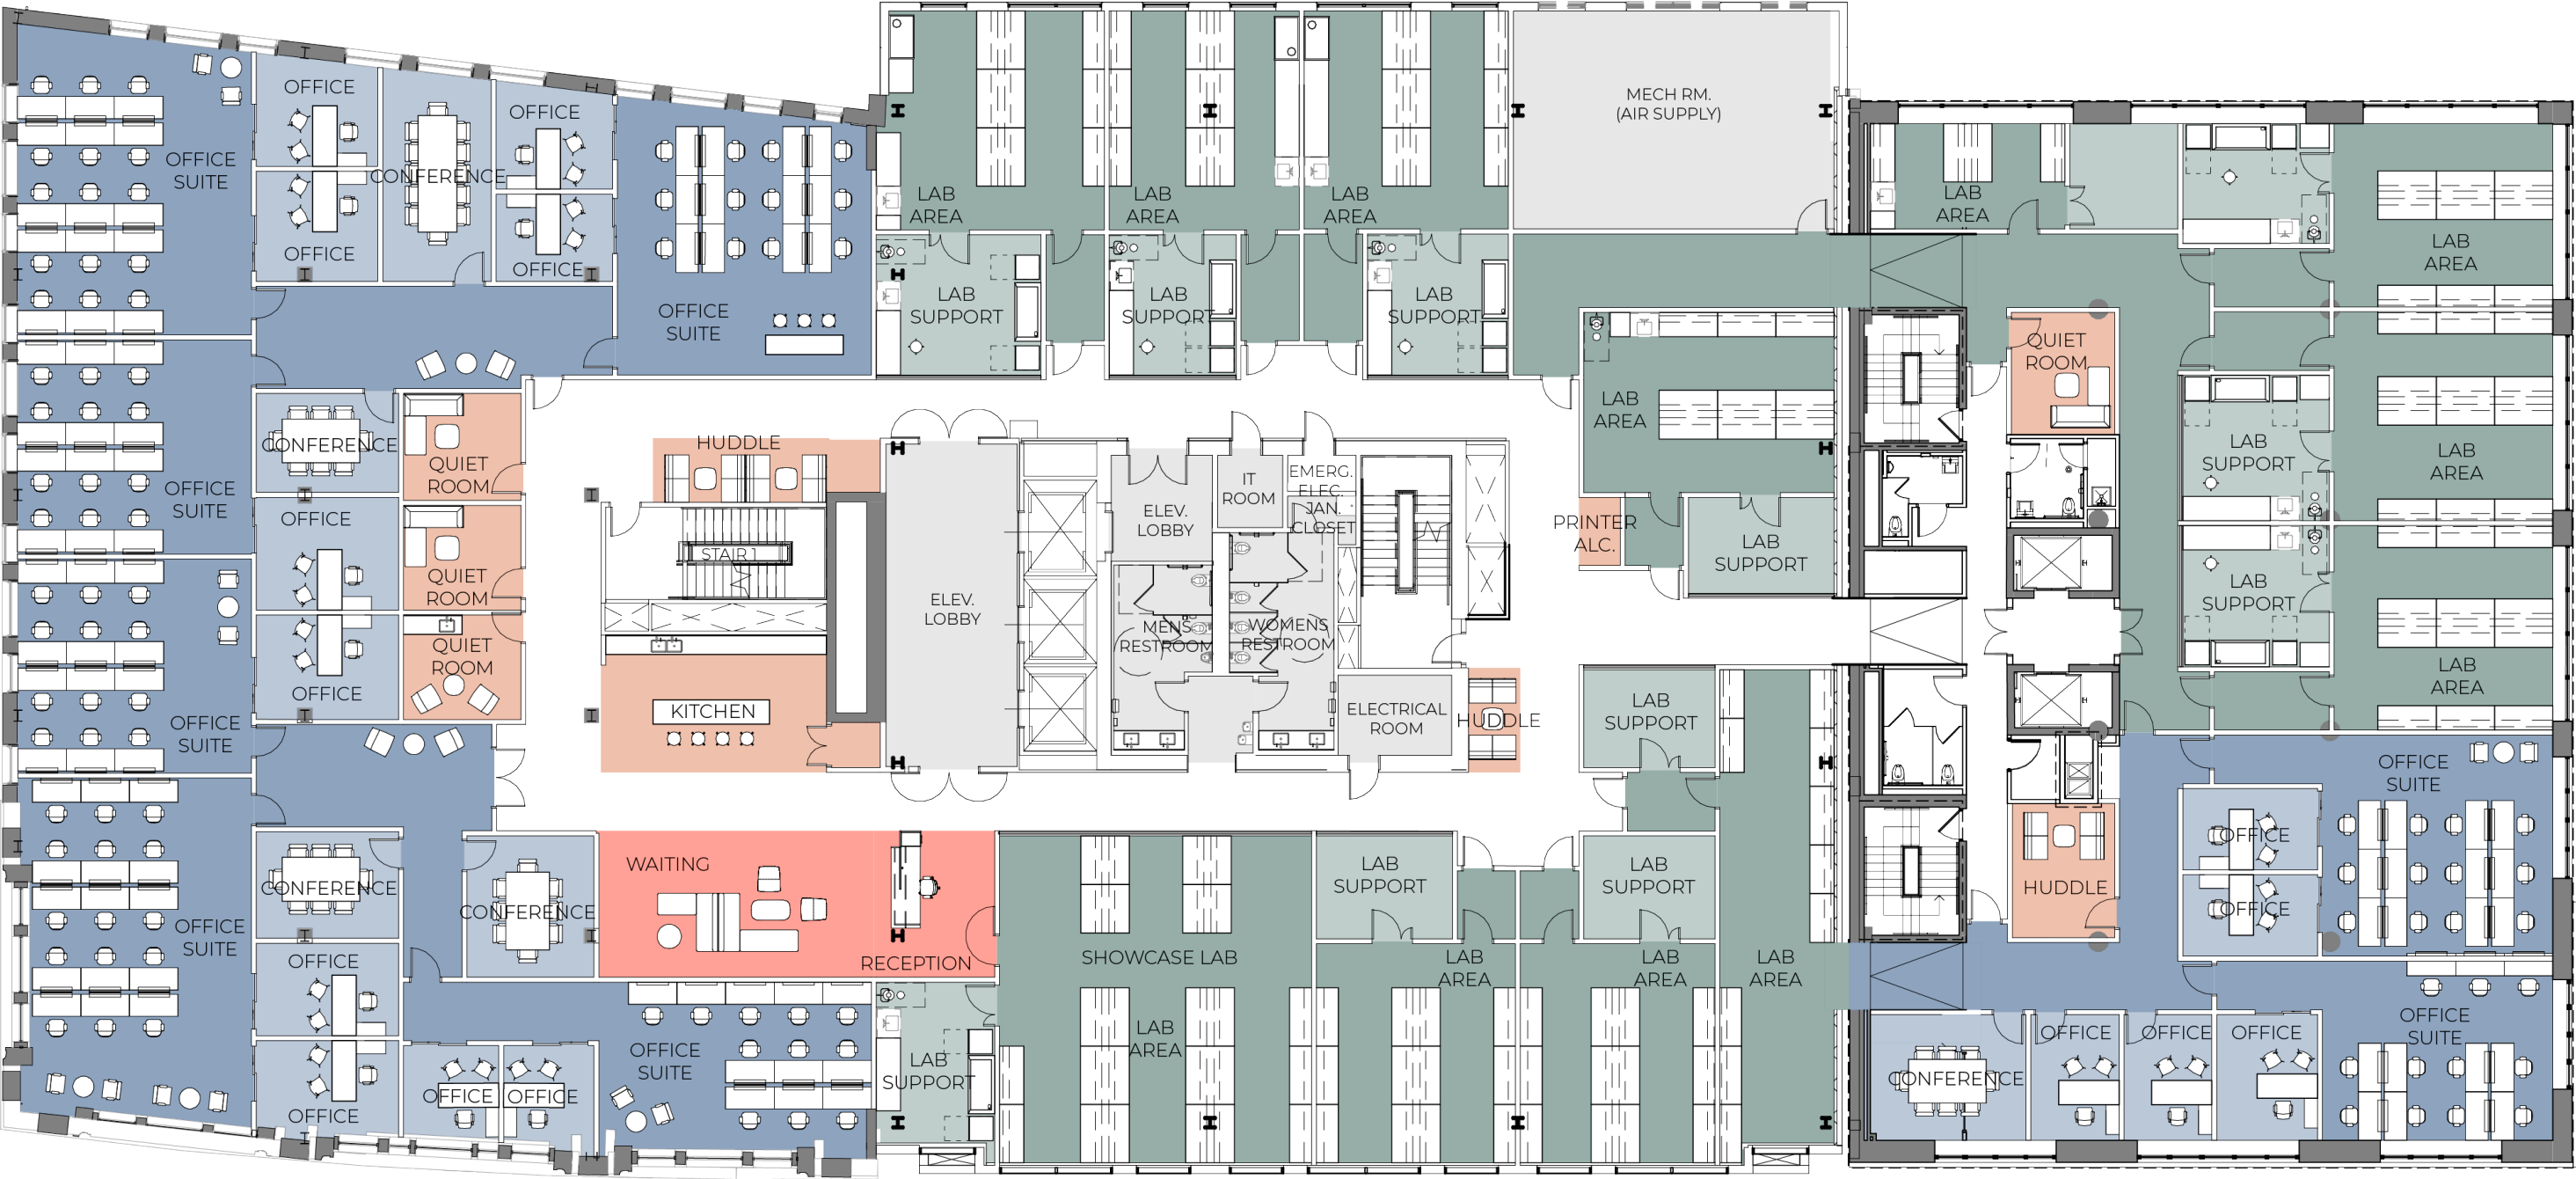 OFFICE
OFFICE
SUITE
CONFERENCE
OFFICE
OFFICE
OFFICE
OFFICE
SUITE
LAB
AREA
LAB
AREA
LAB
AREA
MECH RM.
(AIR SUPPLY)
LAB
AREA
LAB
AREA
LAB
SUPPORT
LAB
SUPPORT
LAB
SUPPORT
QUIET
ROOM
LAB
AREA
CONFERENCE
QUIET
ROOM
HUDDLE
OFFICE
SUITE
OFFICE
IT
ROOM
EMERG.
ELEC.
JAN.
CLOSET
ELEV.
LOBBY
PRINTER
ALC.
LAB
SUPPORT
LAB
SUPPORT
LAB
AREA
STAIR 1
QUIET
ROOM
ELEV.
LOBBY
MENS
RESTROOM
WOMENS
RESTROOM
LAB
SUPPORT
QUIET
ROOM
OFFICE
OFFICE
SUITE
KITCHEN
ELECTRICAL
ROOM
HUDDLE
LAB
SUPPORT
LAB
AREA
OFFICE
SUITE
CONFERENCE
OFFICE
SUITE
CONFERENCE
WAITING
RECEPTION
SHOWCASE LAB
LAB
SUPPORT
LAB
SUPPORT
LAB
AREA
LAB
AREA
LAB
AREA
HUDDLE
OFFICE
OFFICE
OFFICE
OFFICE
OFFICE
OFFICE
OFFICE
SUITE
LAB
SUPPORT
LAB
AREA
CONFERENCE
OFFICE
OFFICE
OFFICE
OFFICE
SUITE